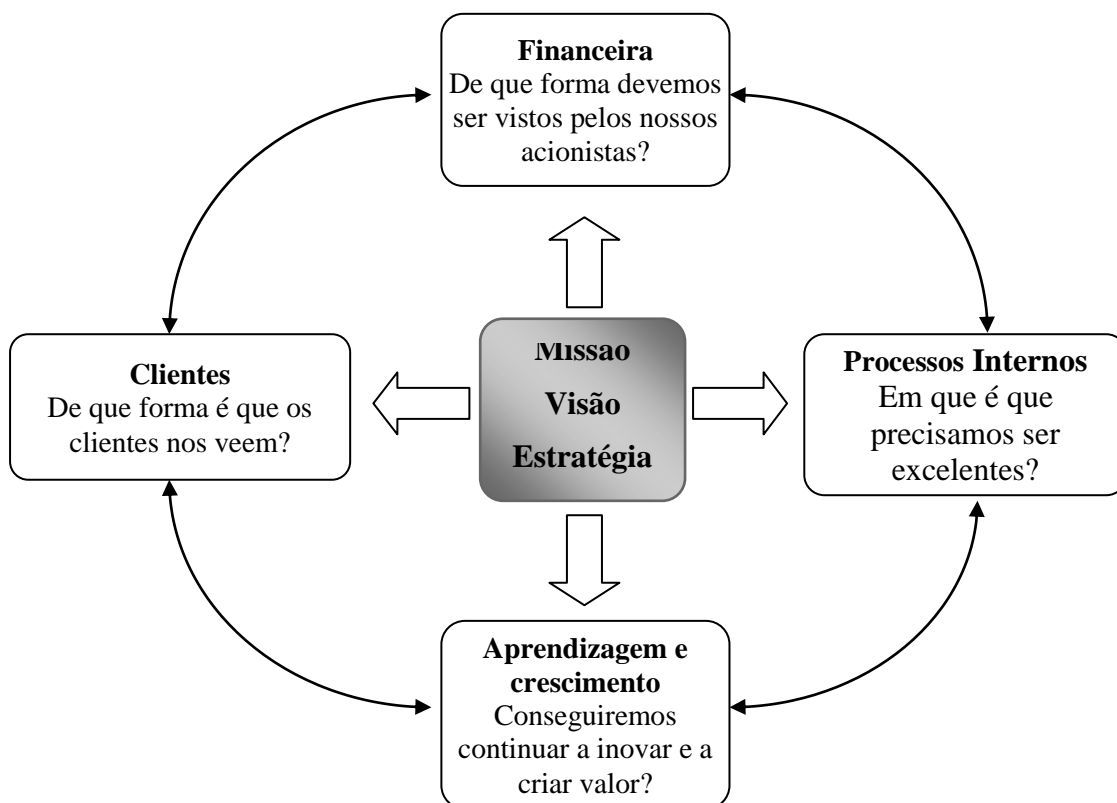 Financeira
De que forma devemos
ser vistos pelos nossos
acionistas?
Clientes
De que forma é que os
clientes nos veem?
Missão
Visão
Estratégia
Processos Internos
Em que é que
precisamos ser
excelentes?
Aprendizagem e
crescimento
Conseguiremos
continuar a inovar e a
criar valor?